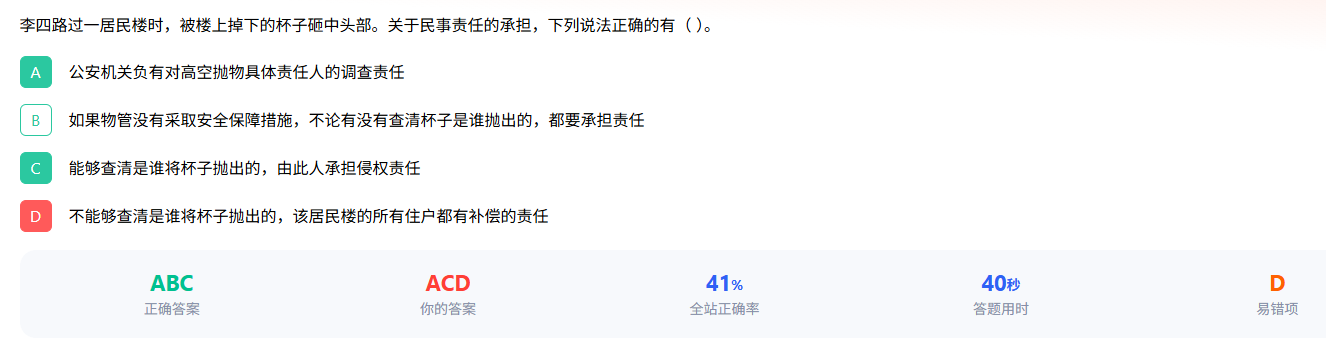 李四路过一居民楼时，被楼上掉下的杯子砸中头部。关于民事责任的承担，下列说法正确的有（ ）。
A 公安机关负有对高空抛物具体责任人的调查责任
B 如果物管没有采取安全保障措施，不论有没有查清杯子是谁抛出的，都要承担责任
C 能够查清是谁将杯子抛出的，由此人承担侵权责任
D 不能够查清是谁将杯子抛出的，该居民楼的所有住户都有补偿的责任
ABC ACD 41% 40秒 D
正确答案 你的答案 全站正确率 答题用时 易错项